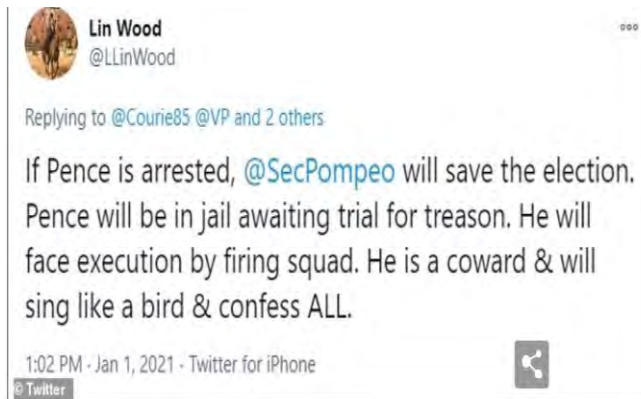 Lin Wood
@LLinWood
Replying to @Courie85 @VP and 2 others
If Pence is arrested, @SecPompeo will save the election.
Pence will be in jail awaiting trial for treason. He will
face execution by firing squad. He is a coward & will
sing like a bird & confess ALL.
1:02 PM · Jan 1, 2021 · Twitter for iPhone
© Twitter